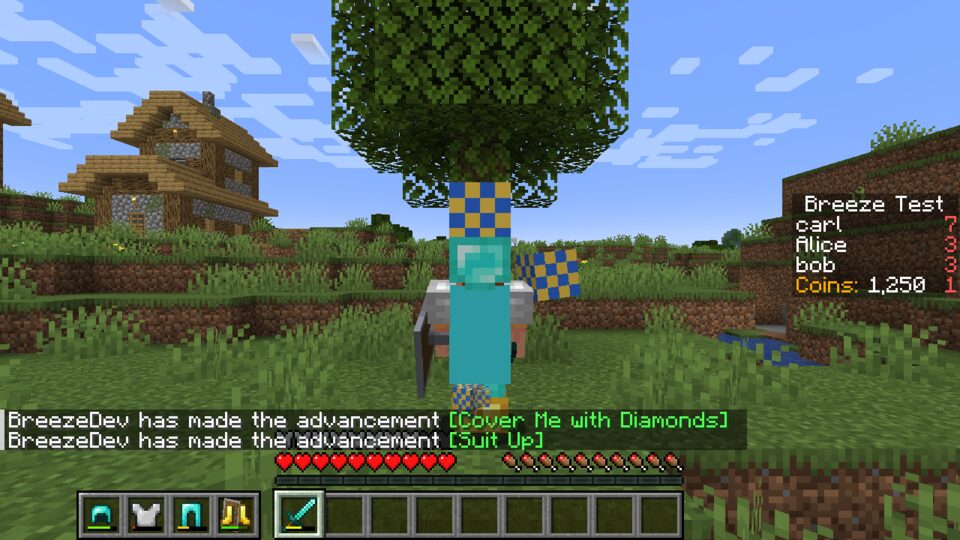 Breeze Test
carl 7
Alice 3
bob 3
Coins: 1,250 1
BreezeDev has made the advancement [Cover Me with Diamonds]
BreezeDev has made the advancement [Suit Up]